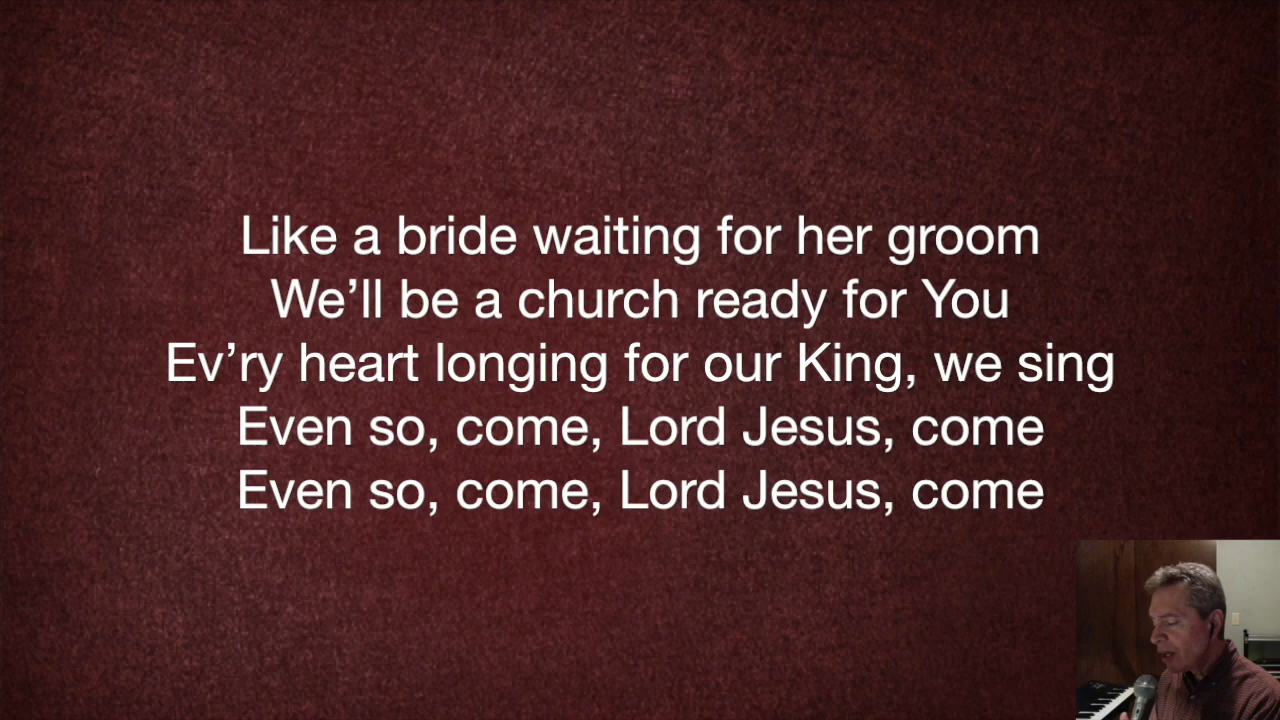 Like a bride waiting for her groom
We’ll be a church ready for You
Ev’ry heart longing for our King, we sing
Even so, come, Lord Jesus, come
Even so, come, Lord Jesus, come